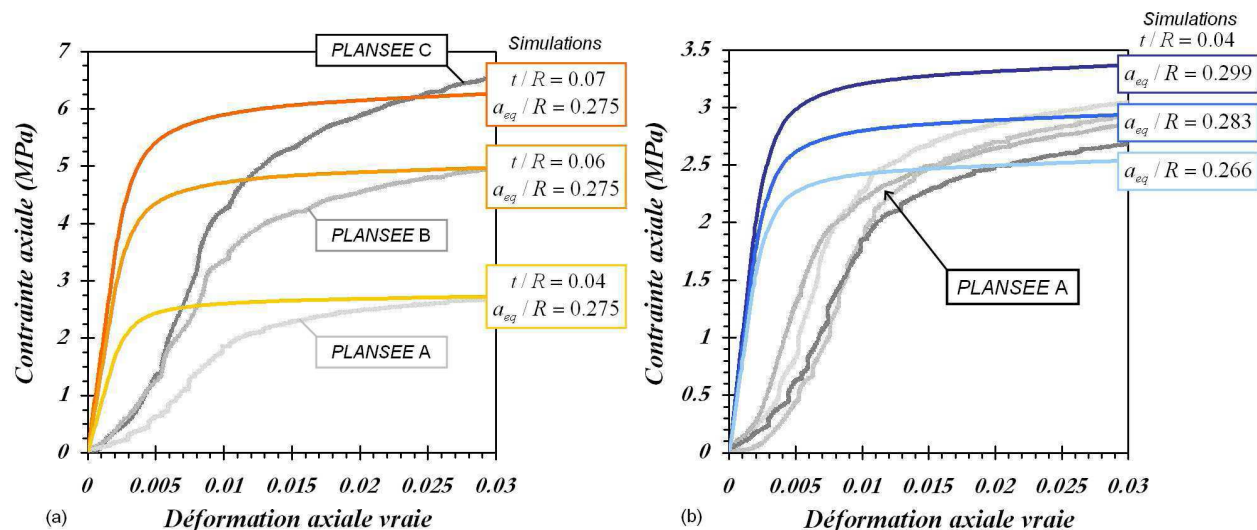 Simulations
PLANSEE C
7
6
5
4
3
2
1
0
Contrainte axiale (MPa)
t / R = 0.07
a_eq / R = 0.275
t / R = 0.06
a_eq / R = 0.275
PLANSEE B
t / R = 0.04
a_eq / R = 0.275
PLANSEE A
0 0.005 0.01 0.015 0.02 0.025 0.03
(a) Déformation axiale vraie
Simulations
t / R = 0.04
3.5
3
2.5
2
1.5
1
0.5
0
Contrainte axiale (MPa)
a_eq / R = 0.299
a_eq / R = 0.283
a_eq / R = 0.266
PLANSEE A
0 0.005 0.01 0.015 0.02 0.025 0.03
(b) Déformation axiale vraie